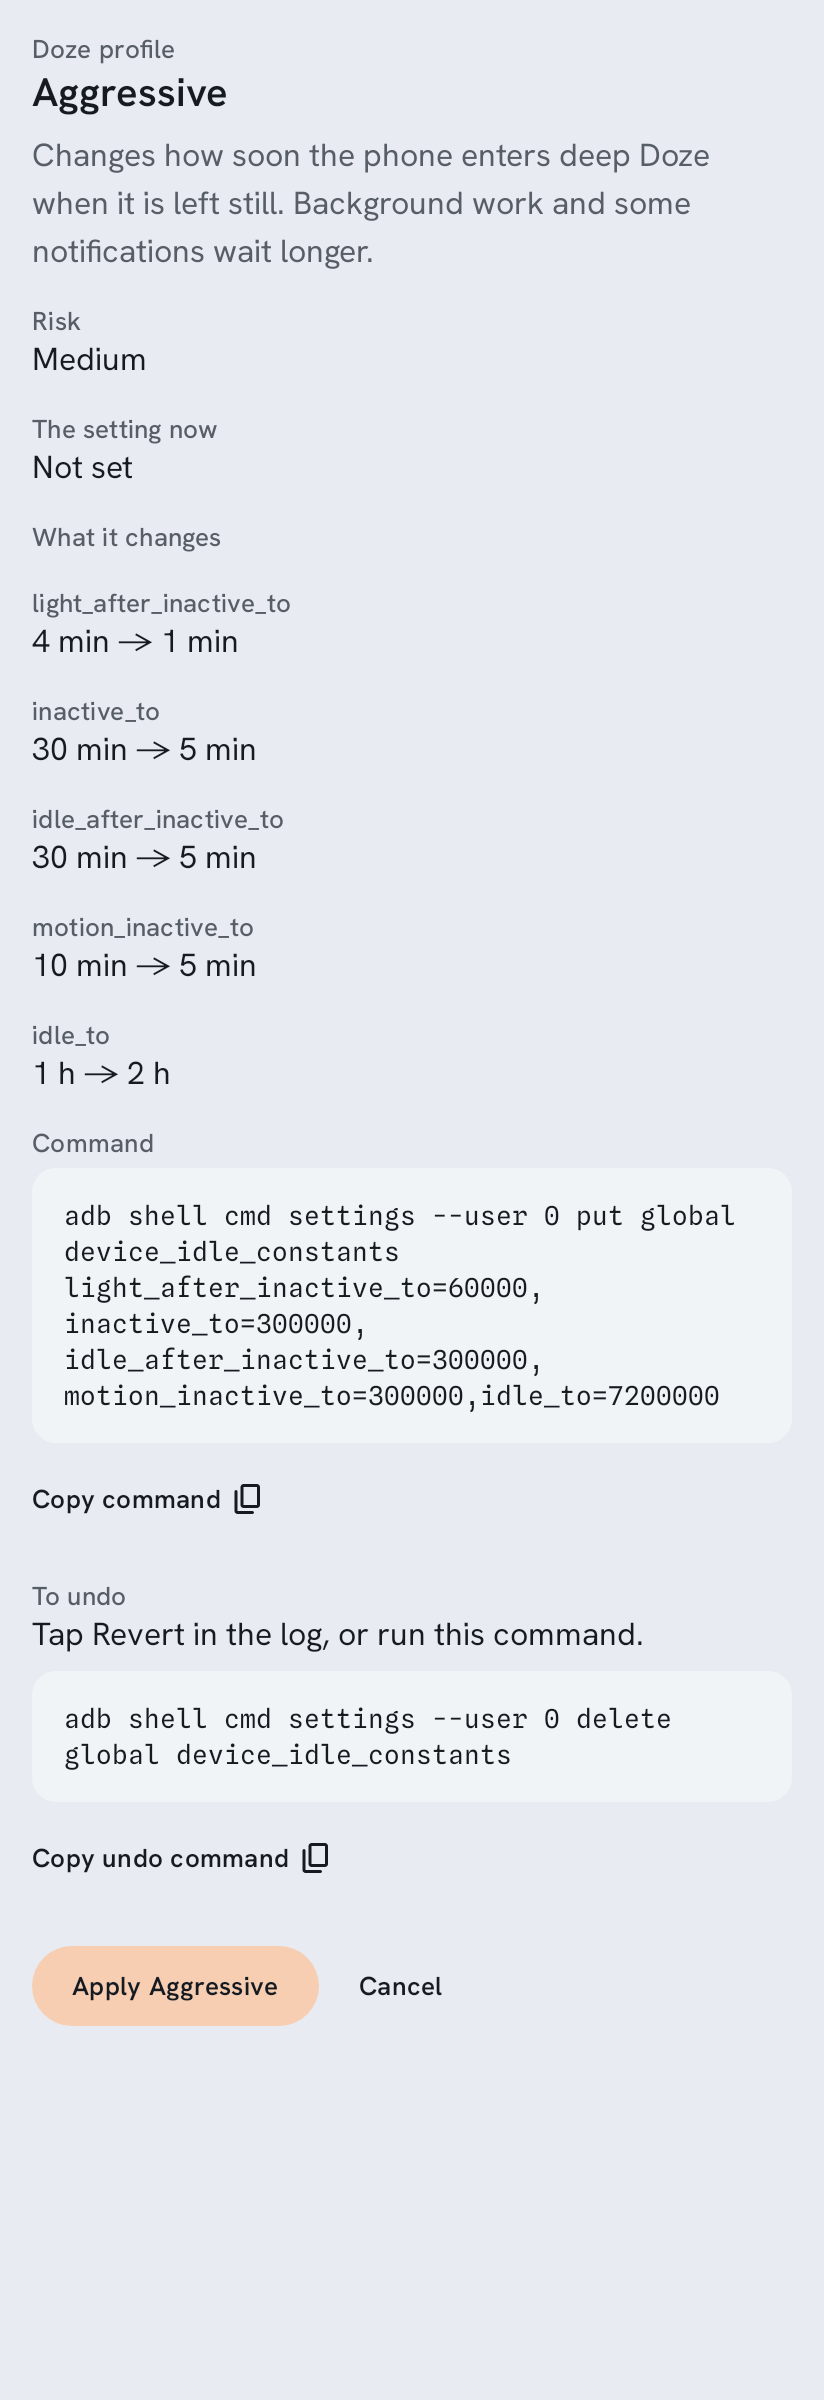 Doze profile
Aggressive
Changes how soon the phone enters deep Doze
when it is left still. Background work and some
notifications wait longer.
Risk
Medium
The setting now
Not set
What it changes
light_after_inactive_to
4 min → 1 min
inactive_to
30 min → 5 min
idle_after_inactive_to
30 min → 5 min
motion_inactive_to
10 min → 5 min
idle_to
1 h → 2 h
Command
adb shell cmd settings --user 0 put global
device_idle_constants
light_after_inactive_to=60000,
inactive_to=300000,
idle_after_inactive_to=300000,
motion_inactive_to=300000,idle_to=7200000
Copy command
To undo
Tap Revert in the log, or run this command.
adb shell cmd settings --user 0 delete
global device_idle_constants
Copy undo command
Apply Aggressive
Cancel